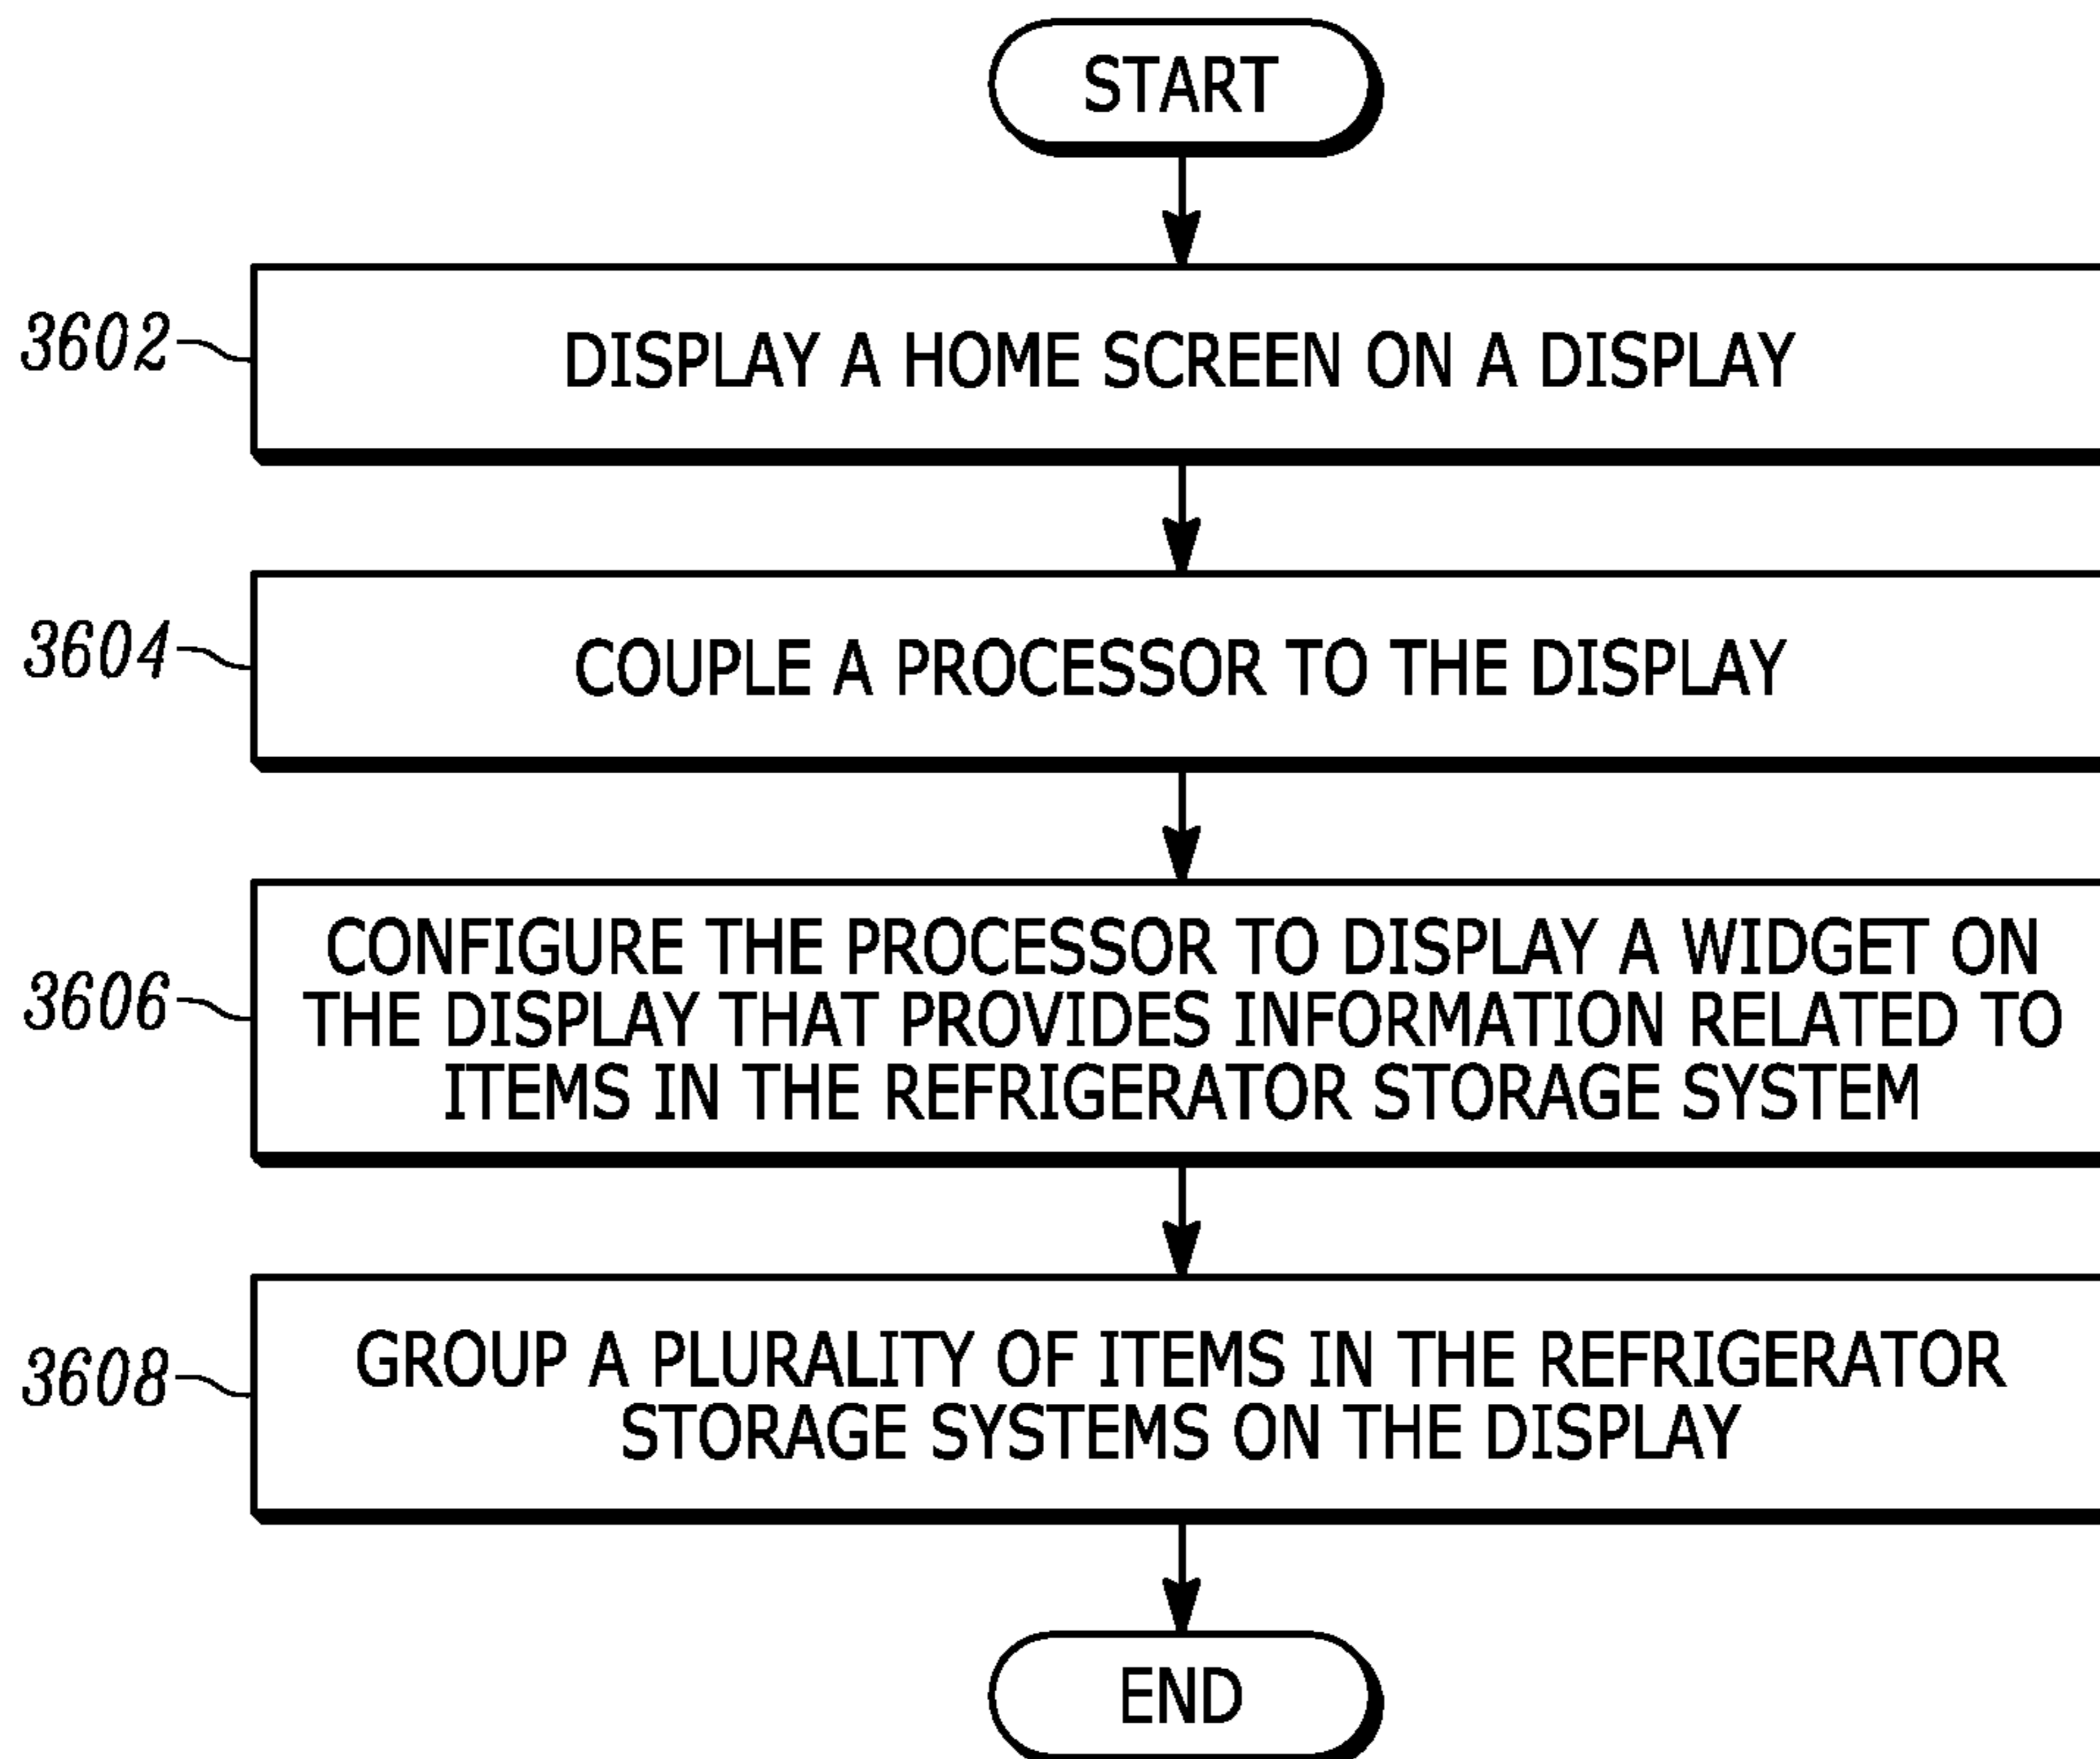 START
3602
DISPLAY A HOME SCREEN ON A DISPLAY
3604
COUPLE A PROCESSOR TO THE DISPLAY
3606
CONFIGURE THE PROCESSOR TO DISPLAY A WIDGET ON
THE DISPLAY THAT PROVIDES INFORMATION RELATED TO
ITEMS IN THE REFRIGERATOR STORAGE SYSTEM
3608
GROUP A PLURALITY OF ITEMS IN THE REFRIGERATOR
STORAGE SYSTEMS ON THE DISPLAY
END